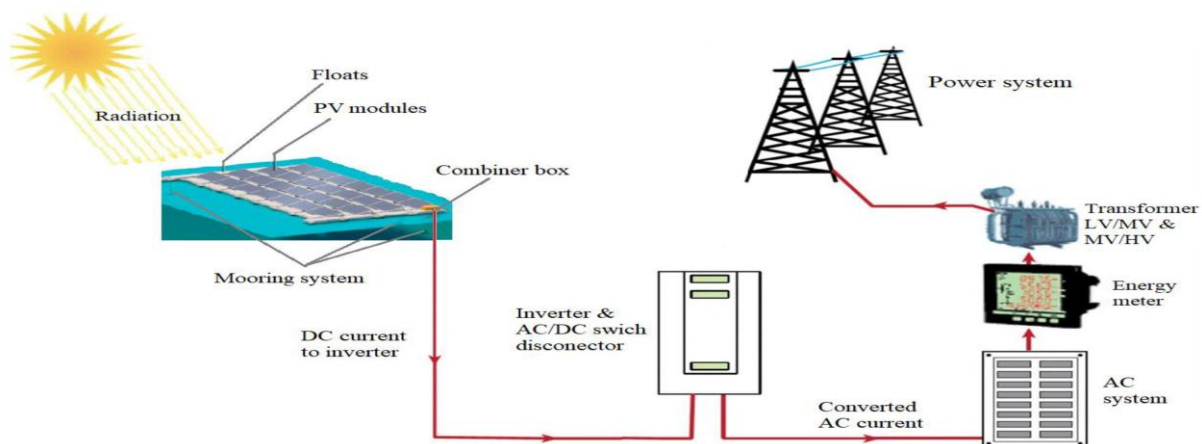 Floats
Radiation
PV modules
Combiner box
Mooring system
DC current
to inverter
Inverter &
AC/DC swich
disconector
Converted
AC current
AC
system
Energy
meter
Transformer
LV/MV &
MV/HV
Power system